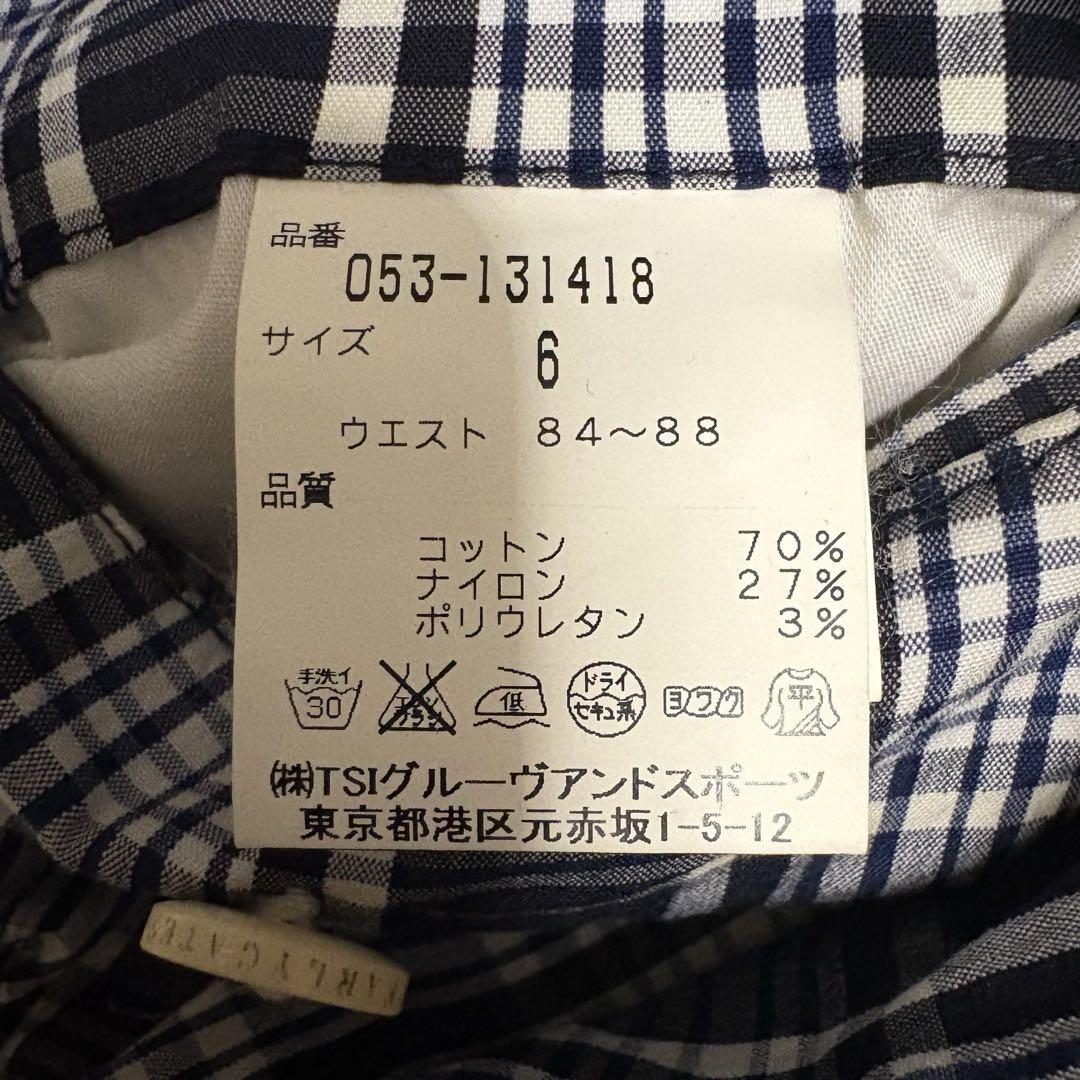 品番
053-131418
サイズ 6
ウエスト 84～88
品質
コットン 70%
ナイロン 27%
ポリウレタン 3%
手洗イ
30
低
ドライ
セキユ系
ヨワク
平
㈱TSIグルーヴアンドスポーツ
東京都港区元赤坂1-5-12
EARLY GATE